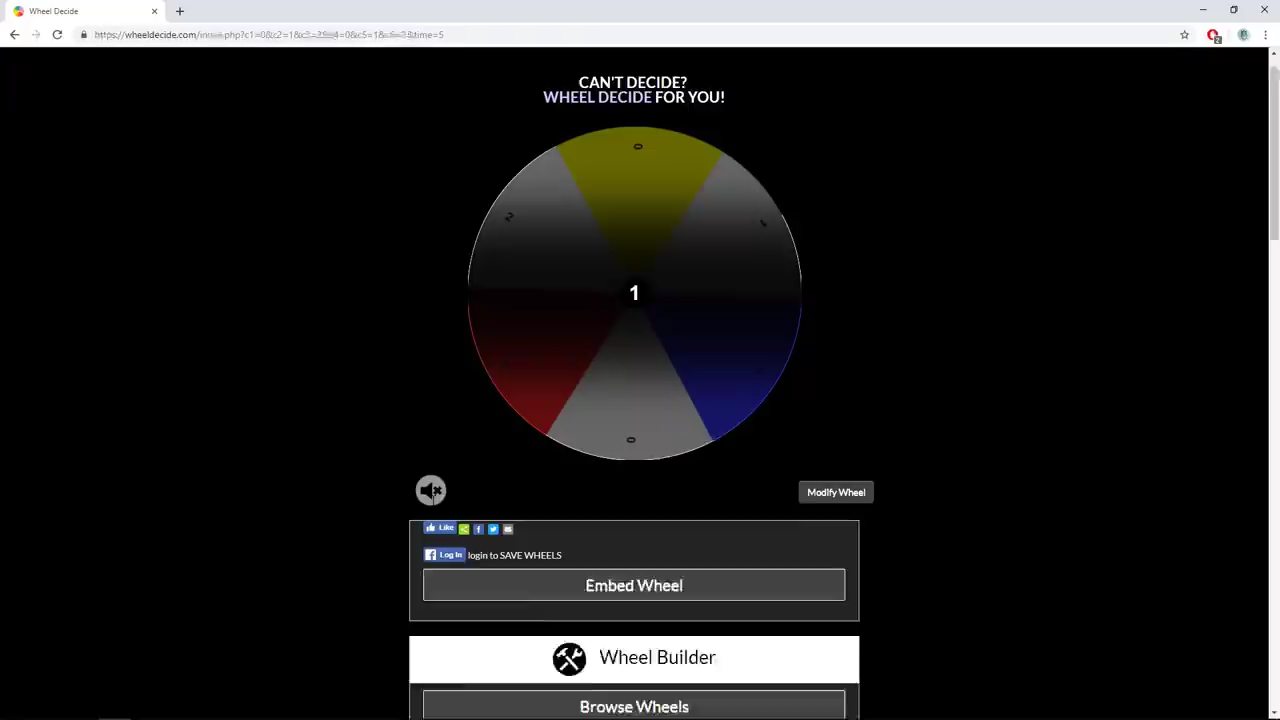 Wheel Decide
CAN'T DECIDE?
WHEEL DECIDE FOR YOU!
0
2
1
1
0
Modify Wheel
Like
Log In login to SAVE WHEELS
Embed Wheel
Wheel Builder
Browse Wheels